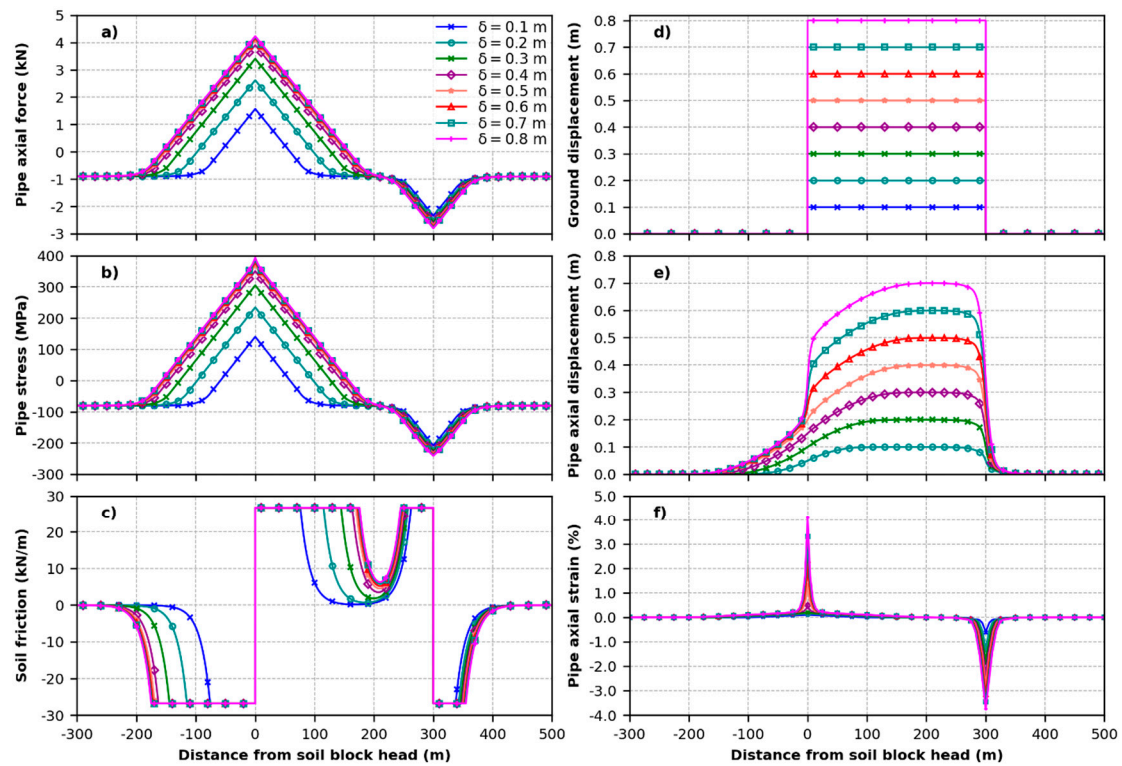 a)
Pipe axial force (kN)
5
4
3
2
1
0
-1
2
3
δ = 0.1 m
δ = 0.2 m
δ = 0.3 m
δ = 0.4 m
δ = 0.5 m
δ = 0.6 m
δ = 0.7 m
δ = 0.8 m
d)
Ground displacement (m)
0.8
0.7
0.6
0.5
0.4
0.3
0.2
0.1
0.0
b)
Pipe stress (MPa)
400
300
200
100
0
-100
-200
-300
e)
Pipe axial displacement (m)
0.8
0.7
0.6
0.5
0.4
0.3
0.2
0.1
0.0
c)
Soil friction (kN/m)
30
20
10
0
-10
-20
-30
-300 -200 -100 0 100 200 300 400 500
Distance from soil block head (m)
f)
Pipe axial strain (%)
5.0
4.0
3.0
2.0
1.0
0.0
-1.0
-2.0
-3.0
-4.0
-300 -200 -100 0 100 200 300 400 500
Distance from soil block head (m)